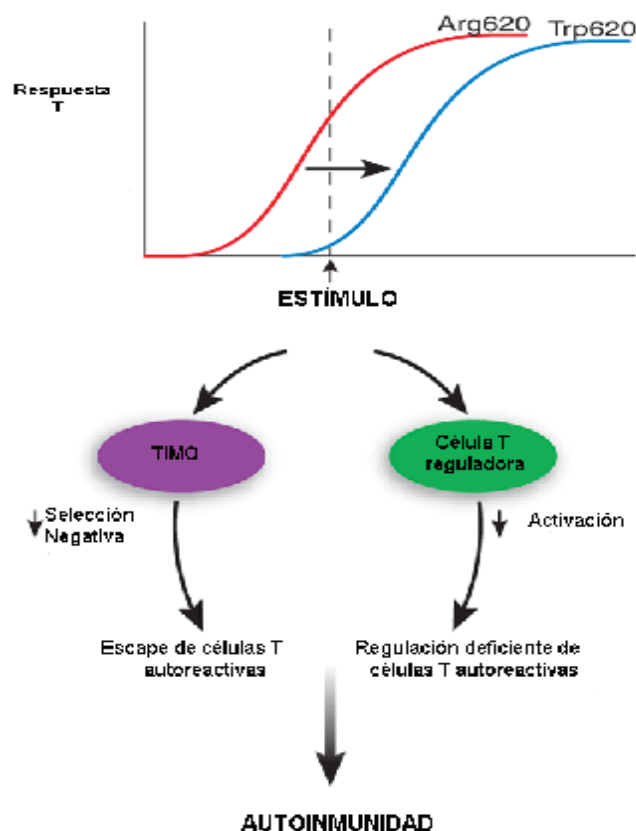 Arg620
Trp620
Respuesta
T
ESTÍMULO
TIMO
Célula T
reguladora
Selección
Negativa
Activación
Escape de células T
autoreactivas
Regulación deficiente de
células T autoreactivas
AUTOINMUNIDAD